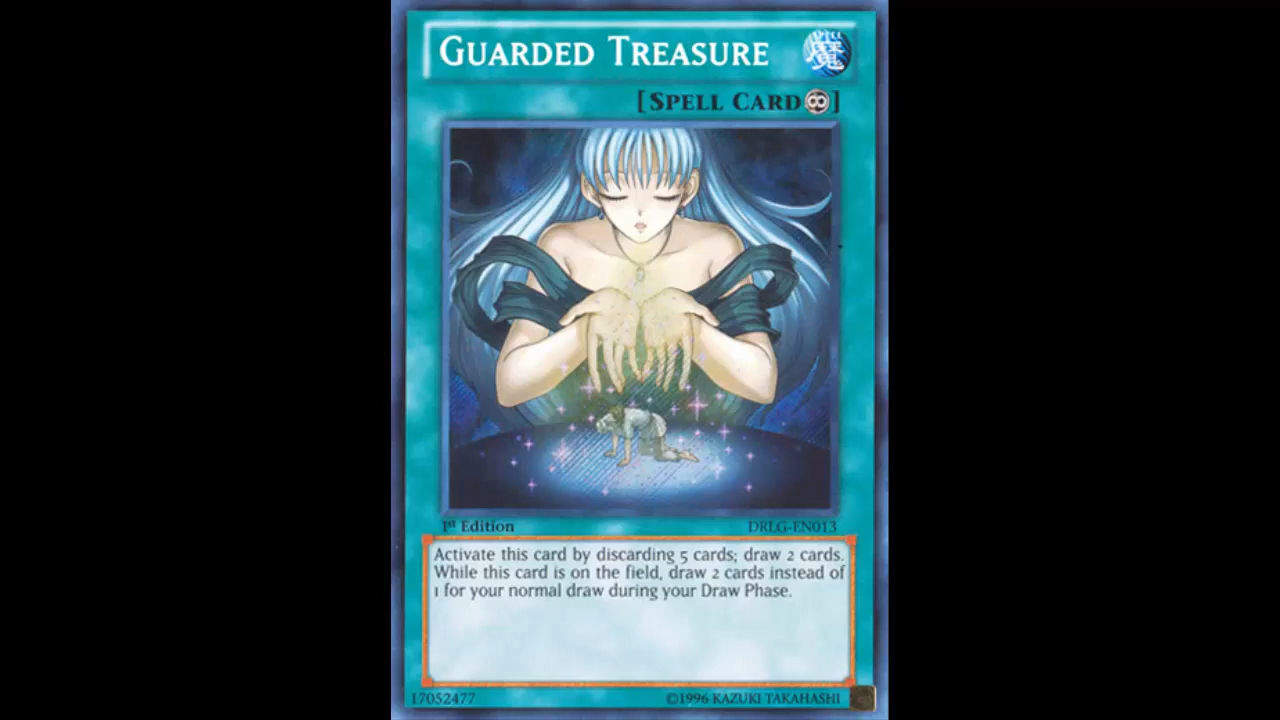 GUARDED TREASURE 魔
[SPELL CARD]
1st Edition DRLG-EN013
Activate this card by discarding 5 cards; draw 2 cards.
While this card is on the field, draw 2 cards instead of
1 for your normal draw during your Draw Phase.
17052477 ©1996 KAZUKI TAKAHASHI